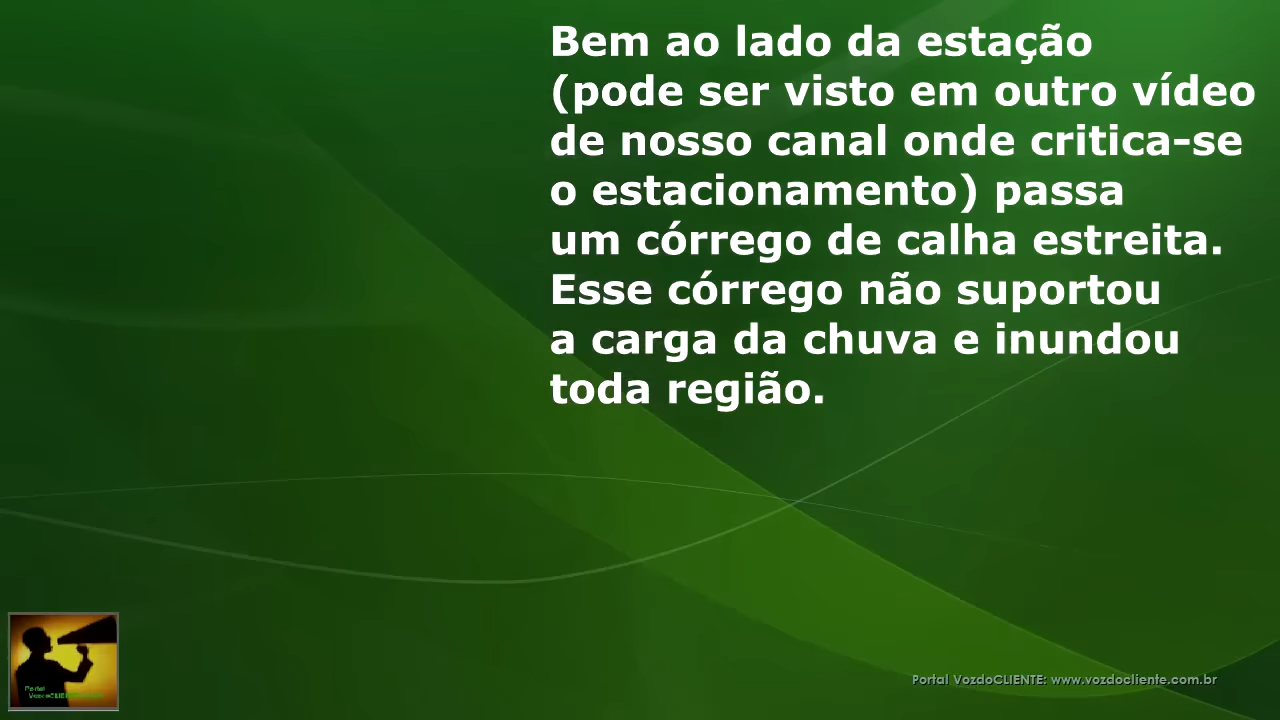 Bem ao lado da estação
(pode ser visto em outro vídeo
de nosso canal onde critica-se
o estacionamento) passa
um córrego de calha estreita.
Esse córrego não suportou
a carga da chuva e inundou
toda região.
Portal
Portal VozdoCLIENTE: www.vozdocliente.com.br